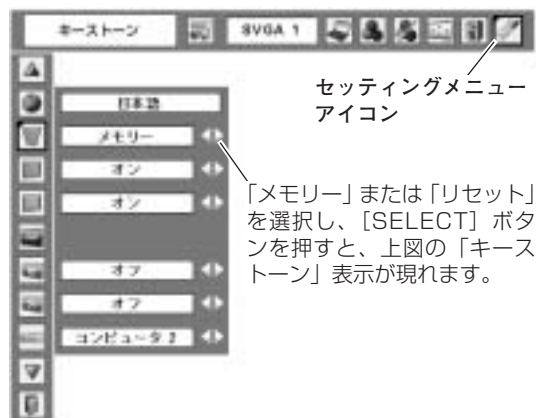 キーストーン
SVGA 1
セッティングメニュー
アイコン
日本語
メモリー
オン
オン
オフ
オフ
コンピュータ 2
「メモリー」または「リセット」
を選択し、［SELECT］ボタ
ンを押すと、上図の「キース
トーン」表示が現れます。